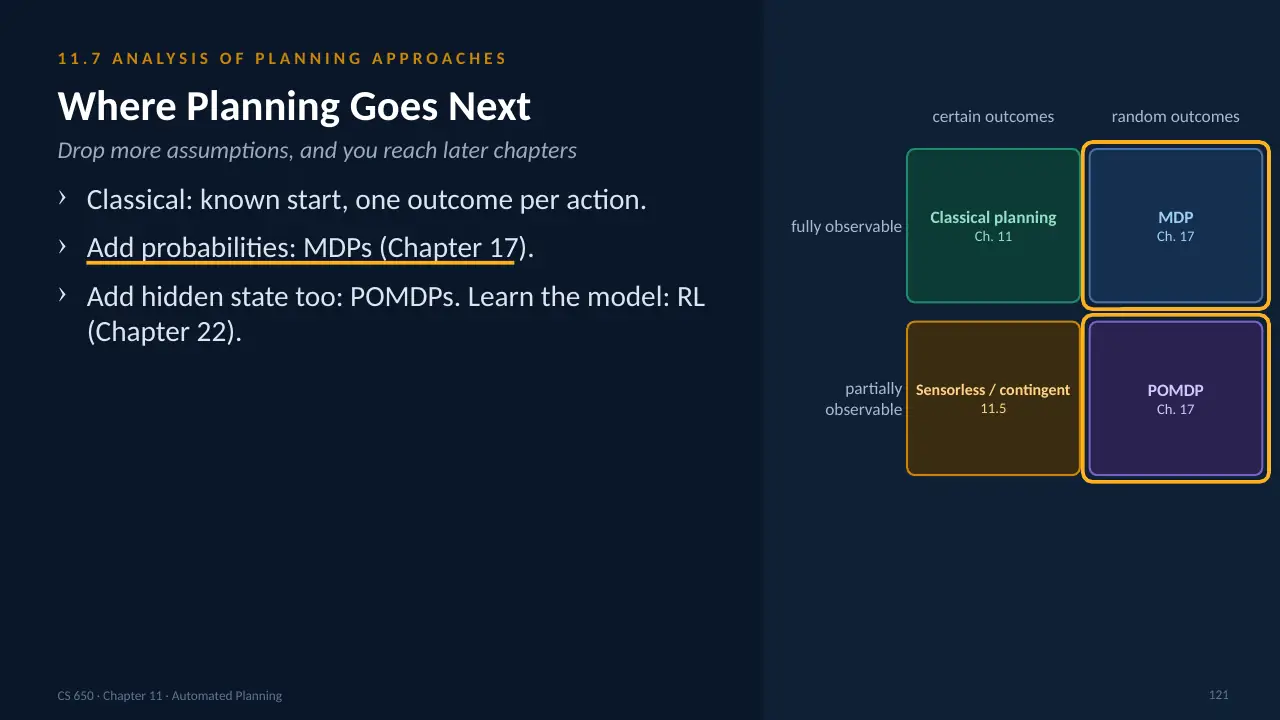 11.7 ANALYSIS OF PLANNING APPROACHES
Where Planning Goes Next
Drop more assumptions, and you reach later chapters
› Classical: known start, one outcome per action.
› Add probabilities: MDPs (Chapter 17).
› Add hidden state too: POMDPs. Learn the model: RL
(Chapter 22).
certain outcomes
random outcomes
fully observable
Classical planning
Ch. 11
MDP
Ch. 17
partially
observable
Sensorless / contingent
11.5
POMDP
Ch. 17
CS 650 · Chapter 11 · Automated Planning
121